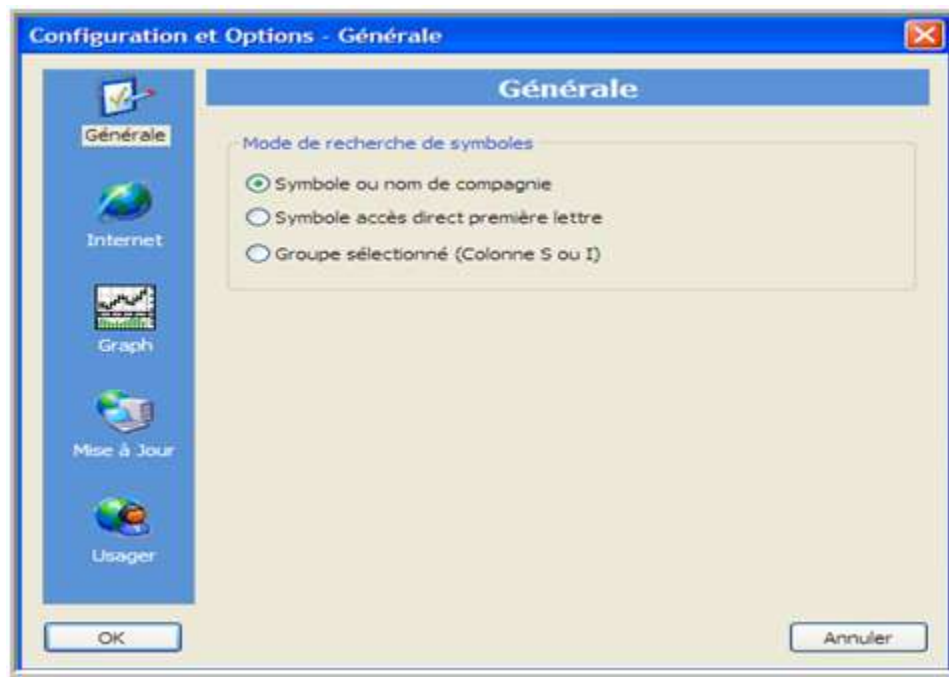 Configuration et Options - Générale
Générale
Internet
Graph
Mise à Jour
Usager
Générale
Mode de recherche de symboles
Symbole ou nom de compagnie
Symbole accès direct première lettre
Groupe sélectionné (Colonne S ou I)
OK
Annuler